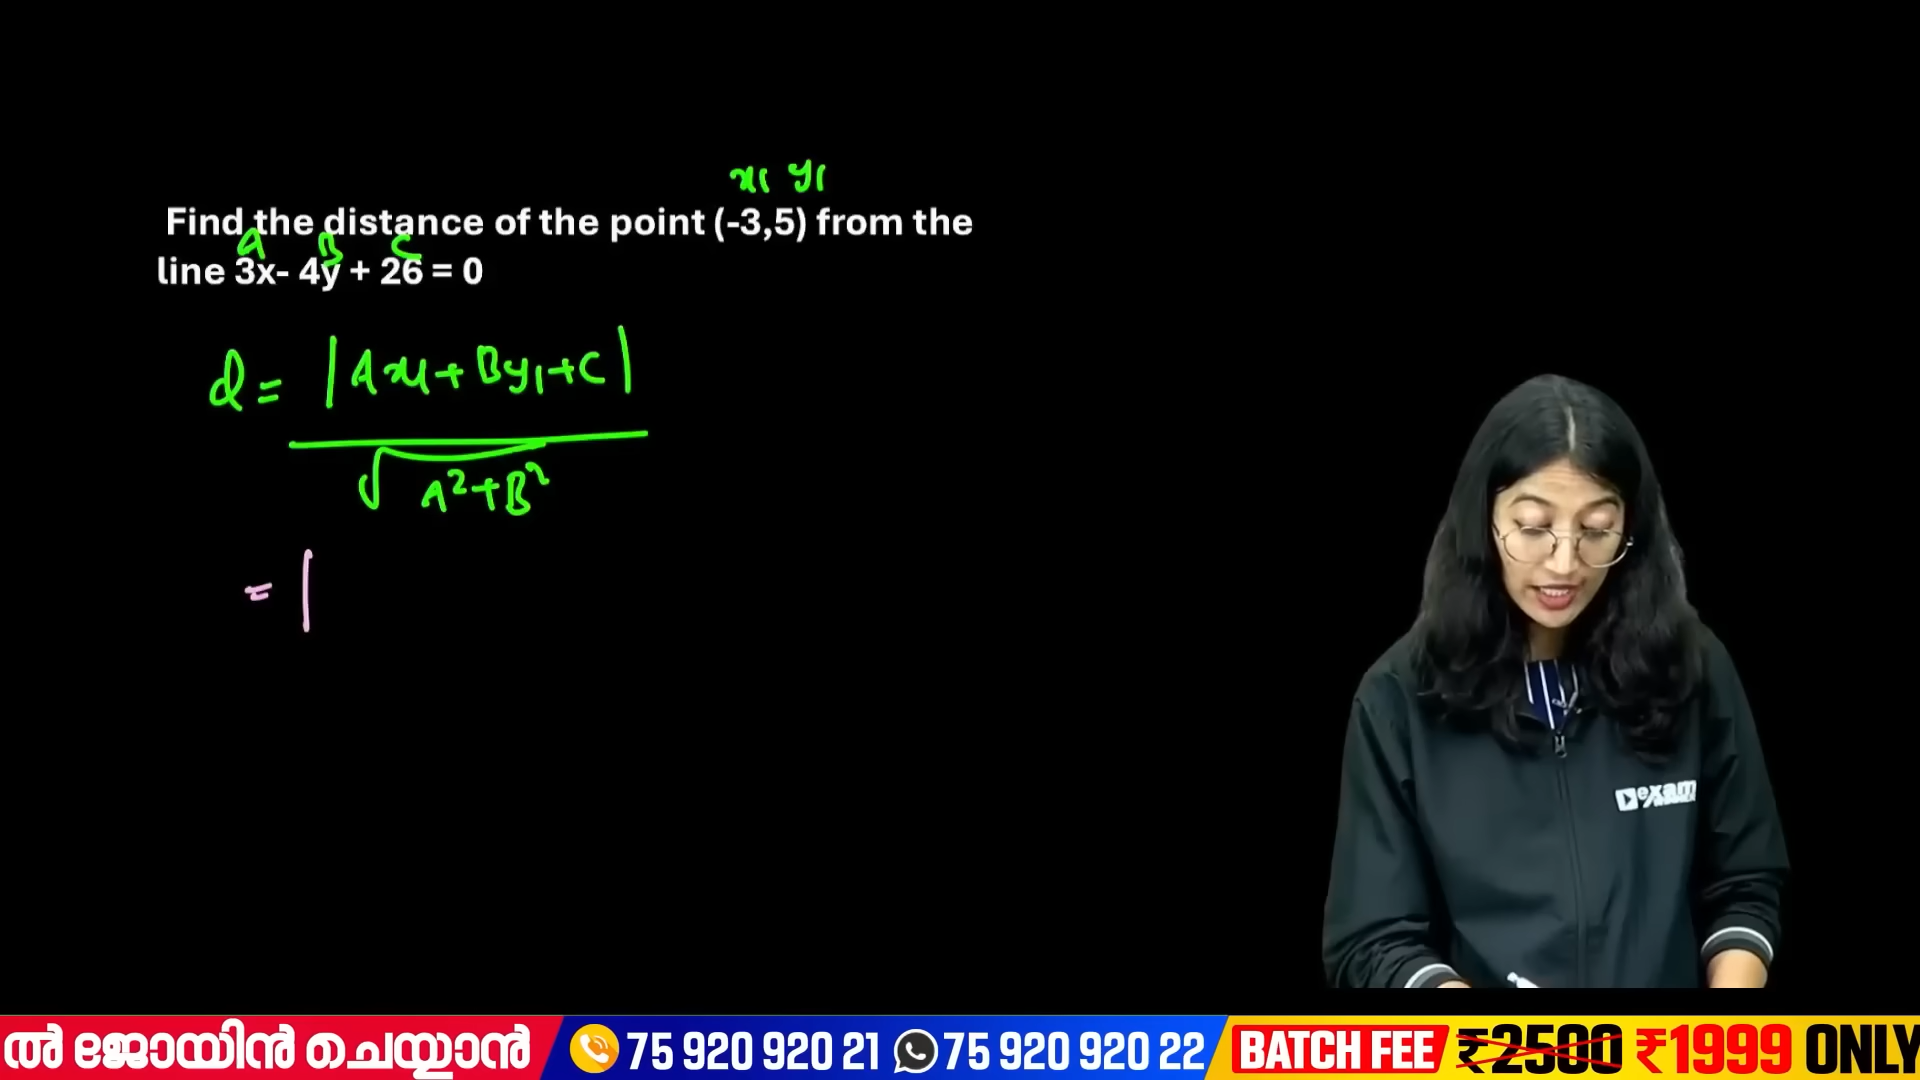 x₁ y₁
Find the distance of the point (-3,5) from the
A B C
line 3x- 4y + 26 = 0
d = |Ax₁ + By₁ + C|
√A² + B²
= |
exam
ൽ ജോയിൻ ചെയ്യാൻ 75 920 920 21 75 920 920 22 BATCH FEE ₹2500 ₹1999 ONLY